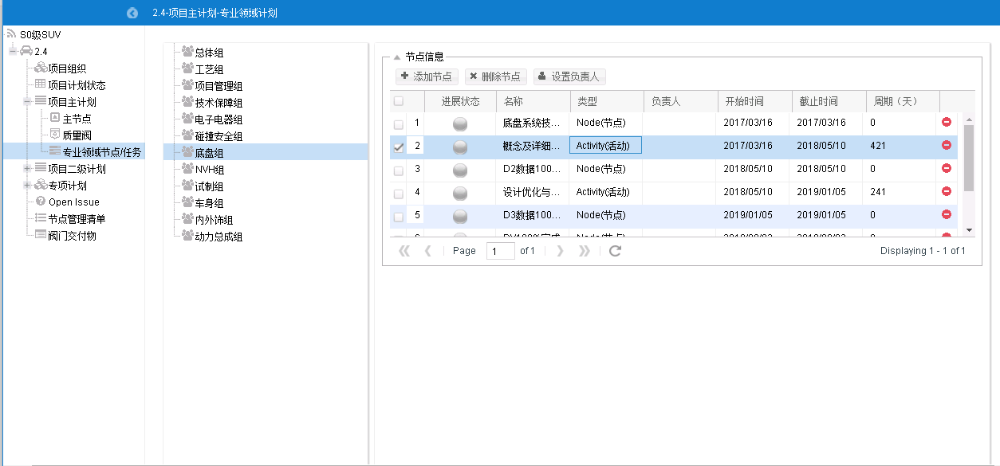 2.4-项目主计划-专业领域计划
S0级SUV
2.4
项目组织
项目计划状态
项目主计划
主节点
质量阀
专业领域节点/任务
项目二级计划
专项计划
Open Issue
节点管理清单
阀门交付物
总体组
工艺组
项目管理组
技术保障组
电子电器组
碰撞安全组
底盘组
NVH组
试制组
车身组
内外饰组
动力总成组
节点信息
添加节点 删除节点 设置负责人
进展状态 名称 类型 负责人 开始时间 截止时间 周期（天）
1 底盘系统技... Node(节点) 2017/03/16 2017/03/16 0
2 概念及详细... Activity(活动) 2017/03/16 2018/05/10 421
3 D2数据100... Node(节点) 2018/05/10 2018/05/10 0
4 设计优化与... Activity(活动) 2018/05/10 2019/01/05 241
5 D3数据100... Node(节点) 2019/01/05 2019/01/05 0
Page 1 of 1 Displaying 1 - 1 of 1